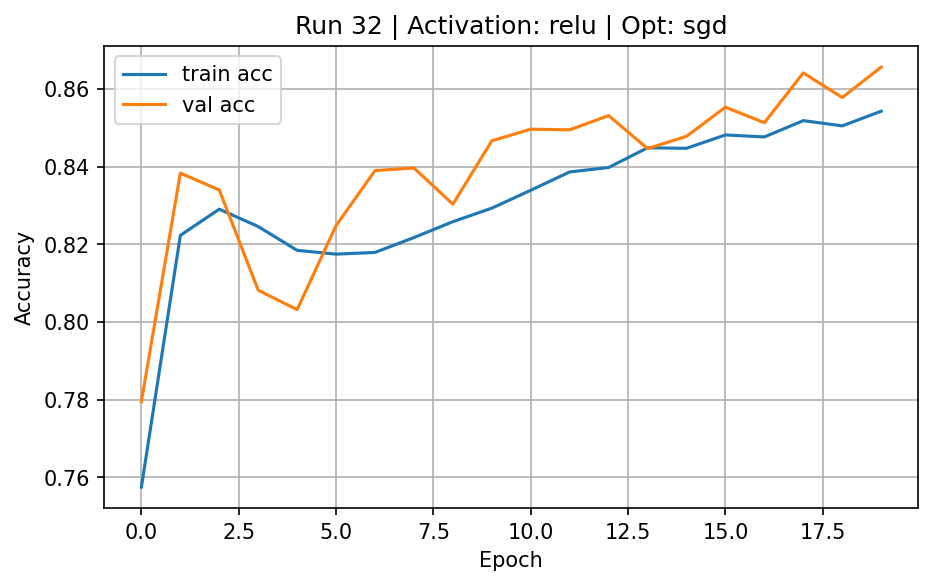 Run 32 | Activation: relu | Opt: sgd
train acc
val acc
0.86
0.84
0.82
0.80
0.78
0.76
Accuracy
0.0 2.5 5.0 7.5 10.0 12.5 15.0 17.5
Epoch